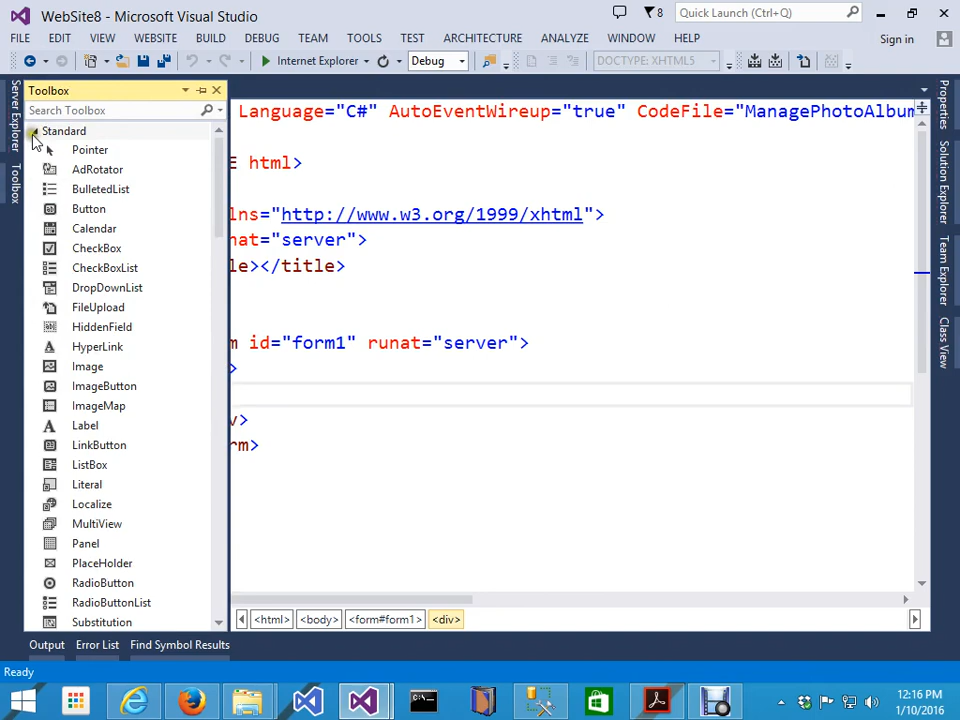 WebSite8 - Microsoft Visual Studio
8
Quick Launch (Ctrl+Q)
FILE EDIT VIEW WEBSITE BUILD DEBUG TEAM TOOLS TEST ARCHITECTURE ANALYZE WINDOW HELP
Sign in
Internet Explorer
Debug
DOCTYPE: XHTML5
Server Explorer
Toolbox
Toolbox
Search Toolbox
Standard
Pointer
AdRotator
BulletedList
Button
Calendar
CheckBox
CheckBoxList
DropDownList
FileUpload
HiddenField
HyperLink
Image
ImageButton
ImageMap
Label
LinkButton
ListBox
Literal
Localize
MultiView
Panel
PlaceHolder
RadioButton
RadioButtonList
Substitution
Language="C#" AutoEventWireup="true" CodeFile="ManagePhotoAlbum
E html>
lns="http://www.w3.org/1999/xhtml">
nat="server">
le></title>
m id="form1" runat="server">
>
v>
rm>
<html> <body> <form#form1> <div>
Properties
Solution Explorer
Team Explorer
Class View
Output Error List Find Symbol Results
Ready
12:16 PM
1/10/2016